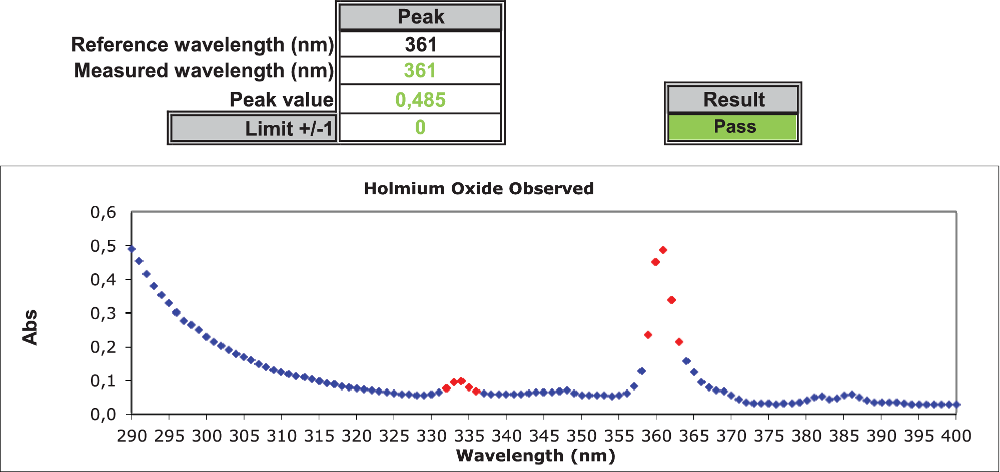 Peak
Reference wavelength (nm) 361
Measured wavelength (nm) 361
Peak value 0,485
Limit +/-1 0
Result
Pass
Holmium Oxide Observed
0,6
0,5
0,4
0,3
0,2
0,1
0,0
Abs
290 295 300 305 310 315 320 325 330 335 340 345 350 355 360 365 370 375 380 385 390 395 400
Wavelength (nm)